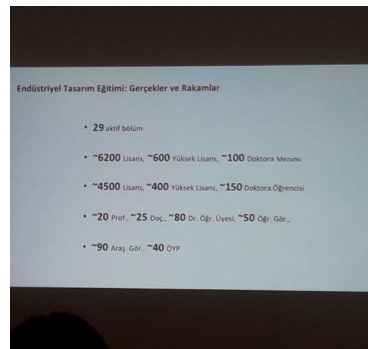 Endüstriyel Tasarım Eğitimi: Gerçekler ve Rakamlar
• 29 aktif bölüm
• ~6200 Lisans, ~600 Yüksek Lisans, ~100 Doktora Mezunu
• ~4500 Lisans, ~400 Yüksek Lisans, ~150 Doktora Öğrencisi
• ~20 Prof., ~25 Doç., ~80 Dr. Öğr. Üyesi, ~50 Öğr. Gör.,
• ~90 Araş. Gör., ~40 ÖYP